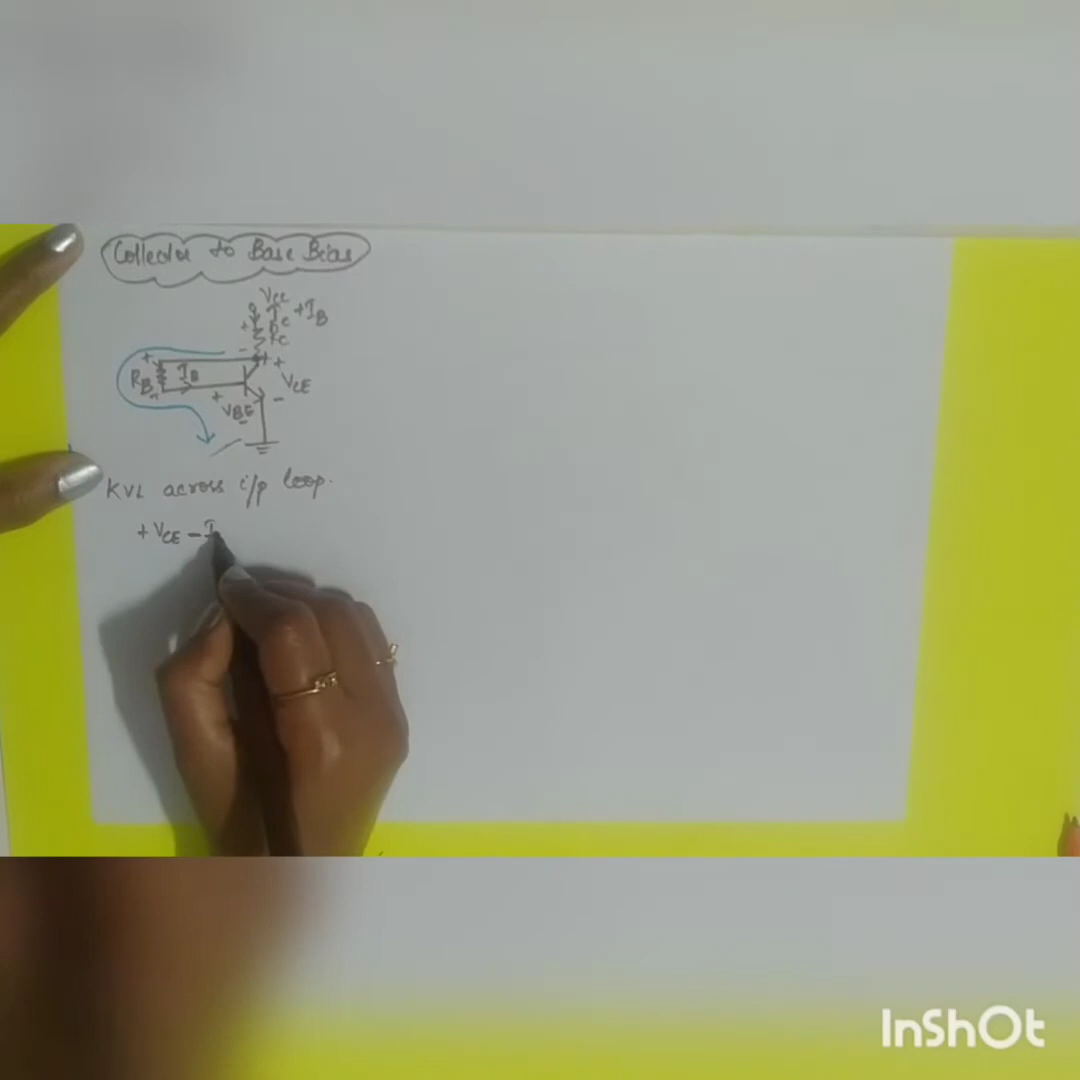 Collector to Base Bias
VCC
IC + IB
RC
RB
IB
VCE
VBE
KVL across i/p loop.
+ VCE - I
InShOt